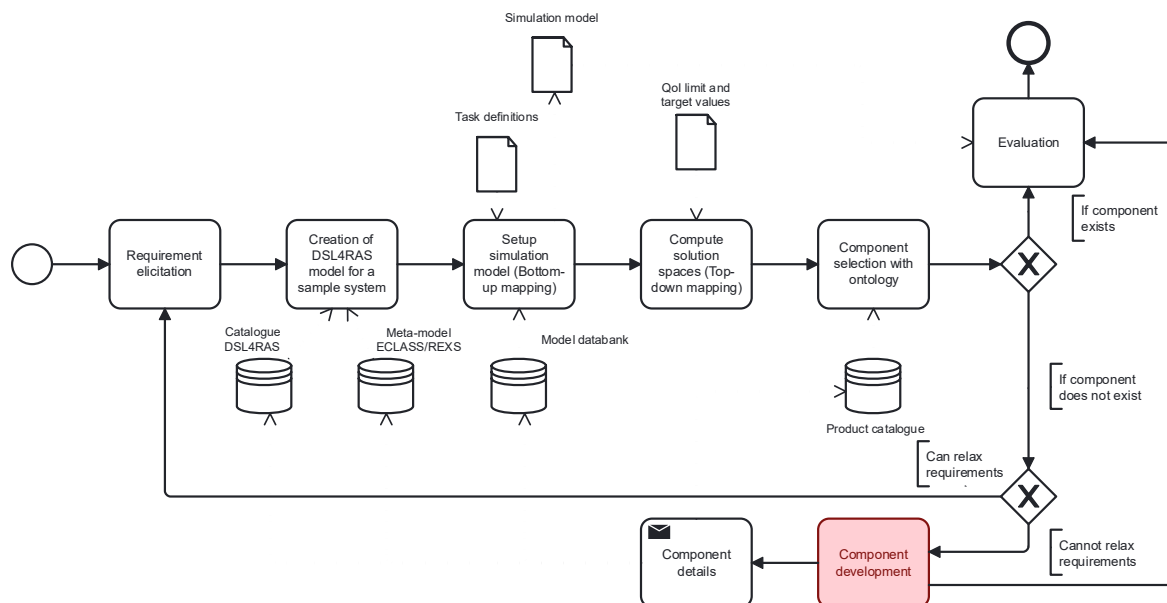 Simulation model
Task definitions
QoI limit and
target values
Evaluation
If component
exists
Requirement
elicitation
Creation of
DSL4RAS
model for a
sample system
Setup
simulation
model (Bottom-
up mapping)
Compute
solution
spaces (Top-
down mapping)
Component
selection with
ontology
X
Catalogue
DSL4RAS
Meta-model
ECLASS/REXS
Model databank
If component
does not exist
Product catalogue
Can relax
requirements
X
Component
details
Component
development
Cannot relax
requirements